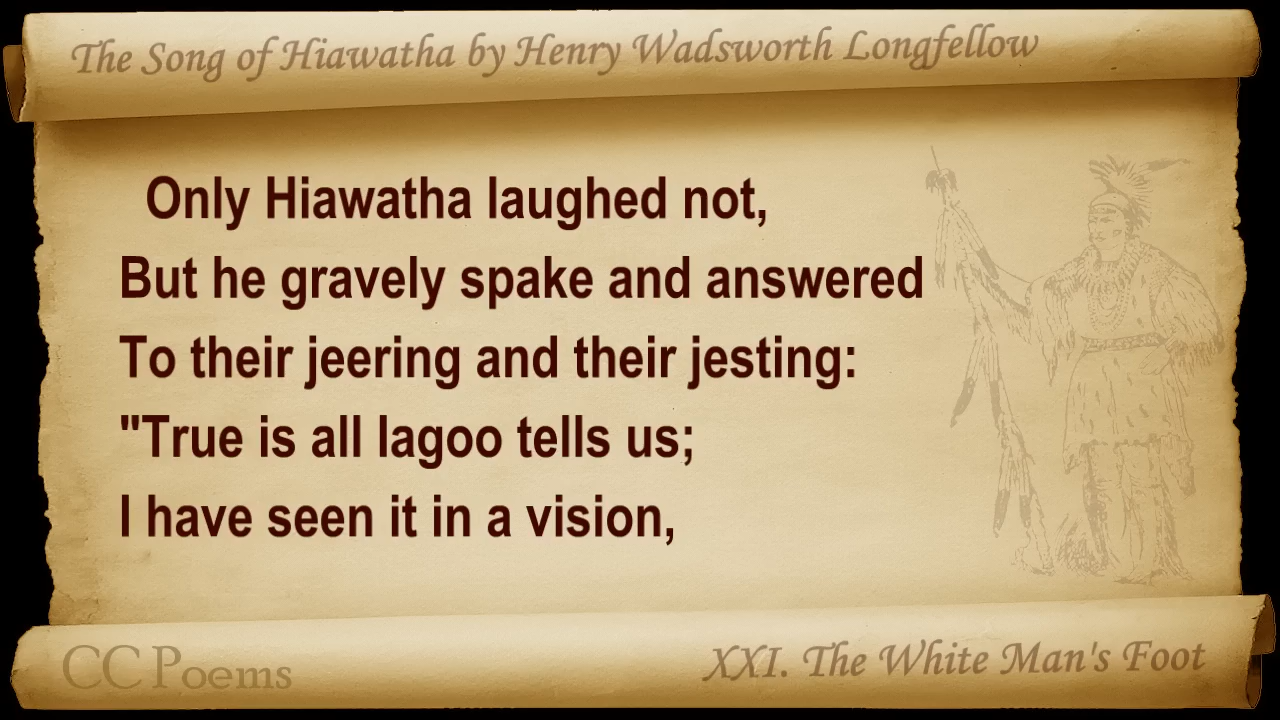 The Song of Hiawatha by Henry Wadsworth Longfellow
Only Hiawatha laughed not,
But he gravely spake and answered
To their jeering and their jesting:
"True is all Iagoo tells us;
I have seen it in a vision,
CC Poems
XXI. The White Man's Foot